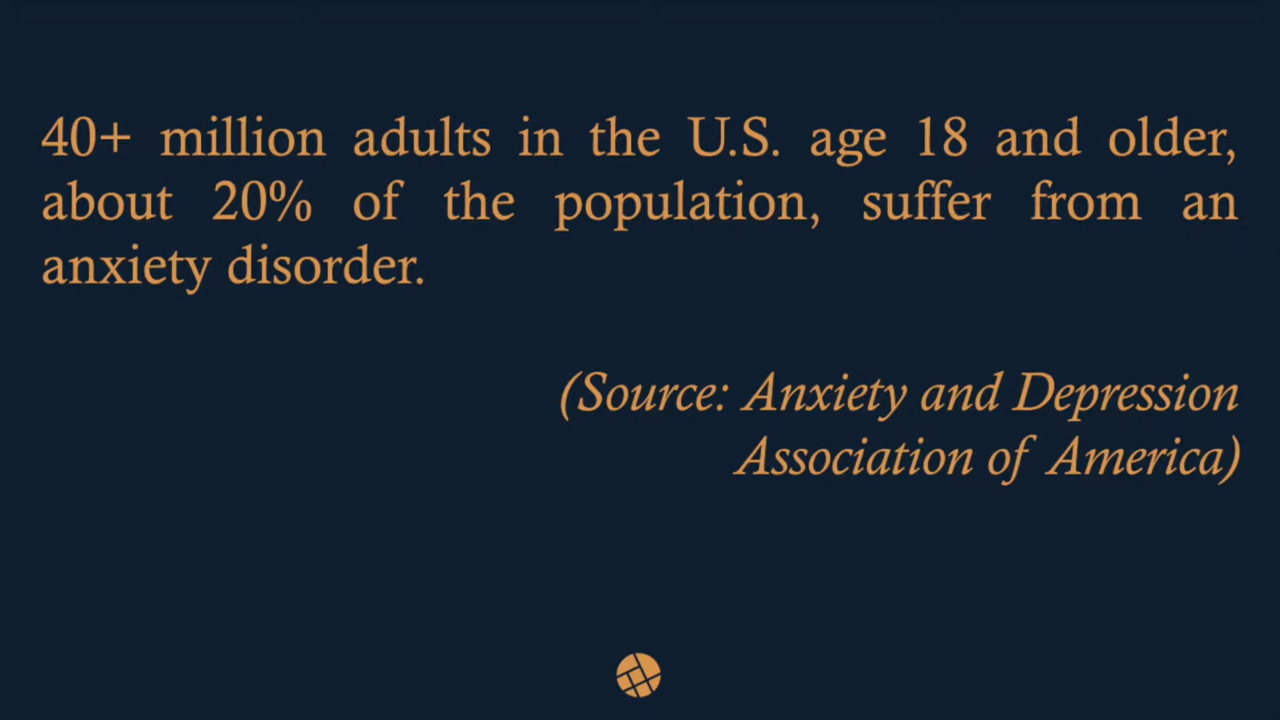 40+ million adults in the U.S. age 18 and older,
about 20% of the population, suffer from an
anxiety disorder.
(Source: Anxiety and Depression
Association of America)